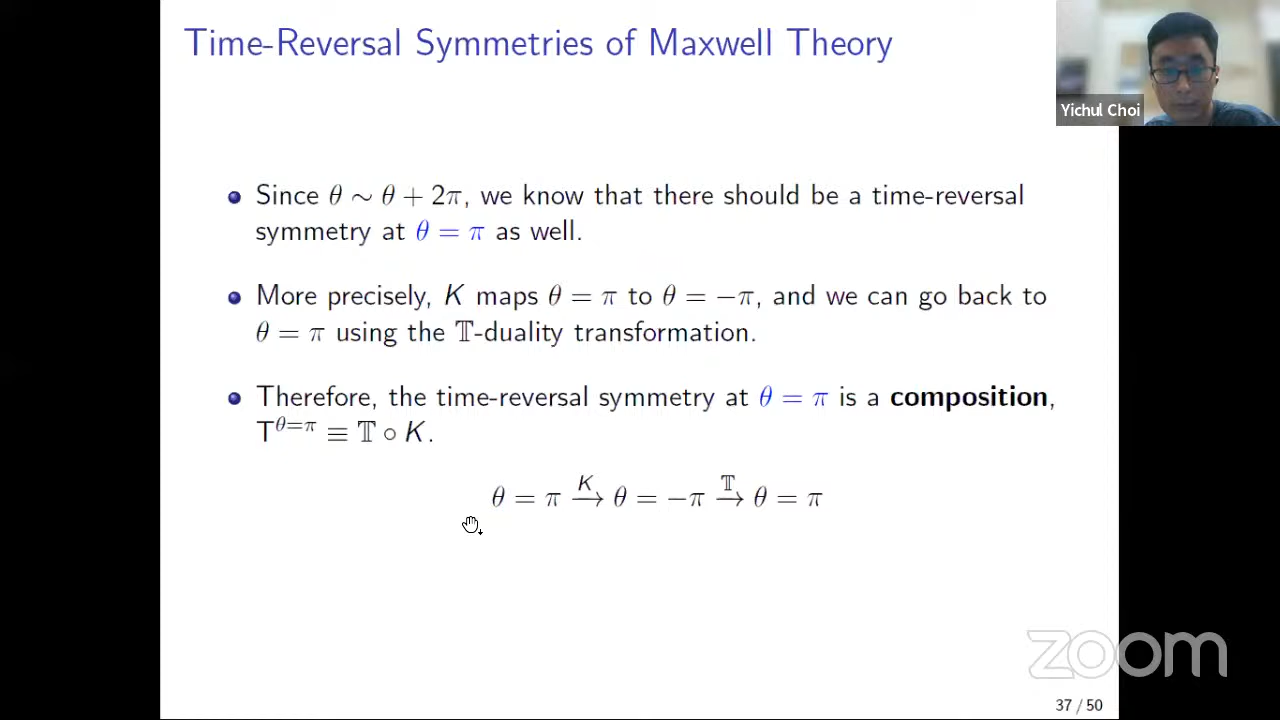 Time-Reversal Symmetries of Maxwell Theory
Yichul Choi
Since θ ∼ θ + 2π, we know that there should be a time-reversal
symmetry at θ = π as well.
More precisely, K maps θ = π to θ = −π, and we can go back to
θ = π using the 𝕋-duality transformation.
Therefore, the time-reversal symmetry at θ = π is a composition,
T^{θ=π} ≡ 𝕋 ∘ K.
θ = π →^{K} θ = −π →^{𝕋} θ = π
zoom
37 / 50